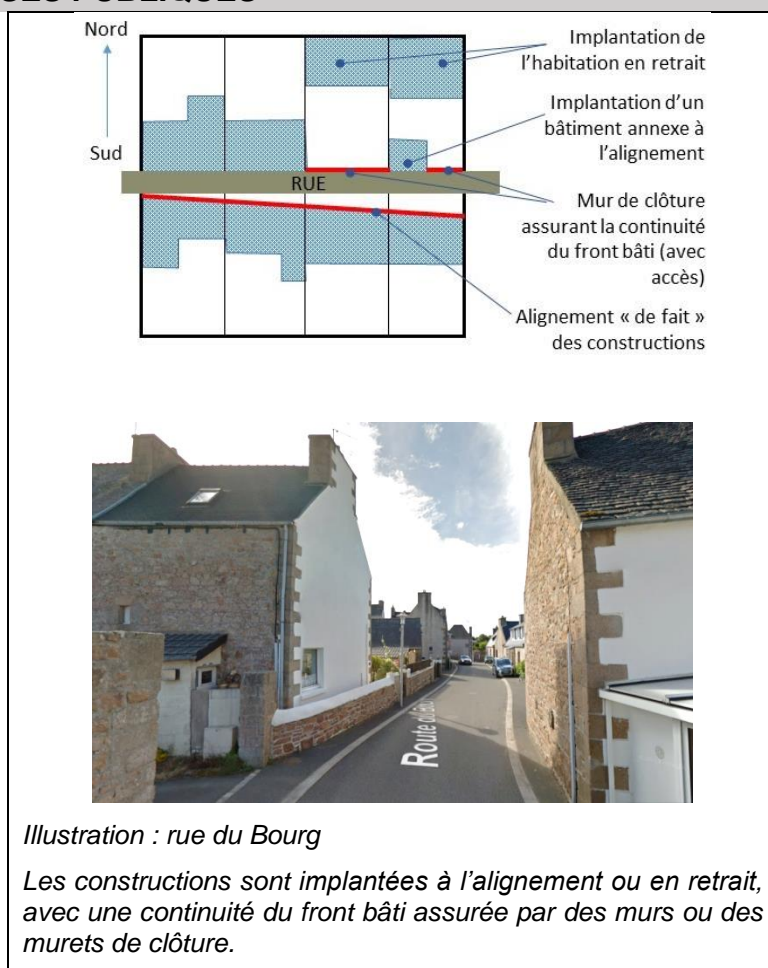 Nord
Sud
RUE
Implantation de
l'habitation en retrait
Implantation d'un
bâtiment annexe à
l'alignement
Mur de clôture
assurant la continuité
du front bâti (avec
accès)
Alignement « de fait »
des constructions
Route du
Illustration : rue du Bourg
Les constructions sont implantées à l'alignement ou en retrait,
avec une continuité du front bâti assurée par des murs ou des
murets de clôture.